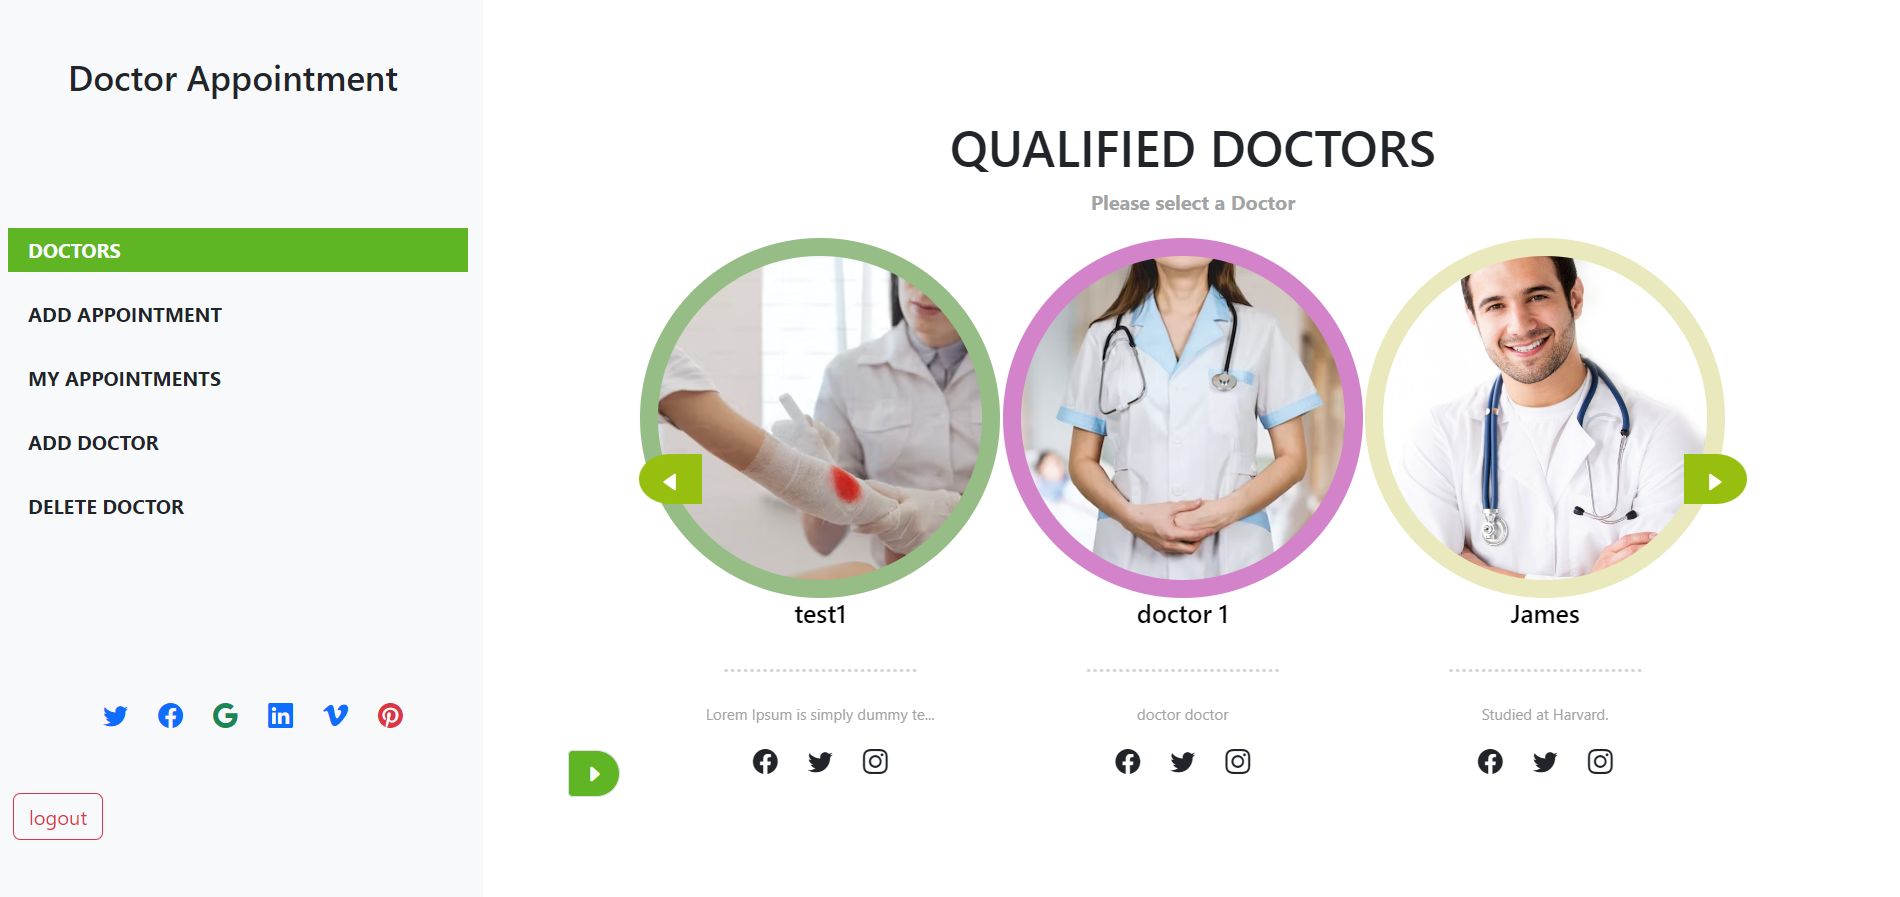 Doctor Appointment
DOCTORS
ADD APPOINTMENT
MY APPOINTMENTS
ADD DOCTOR
DELETE DOCTOR
logout
QUALIFIED DOCTORS
Please select a Doctor
test1
doctor 1
James
Lorem Ipsum is simply dummy te...
doctor doctor
Studied at Harvard.